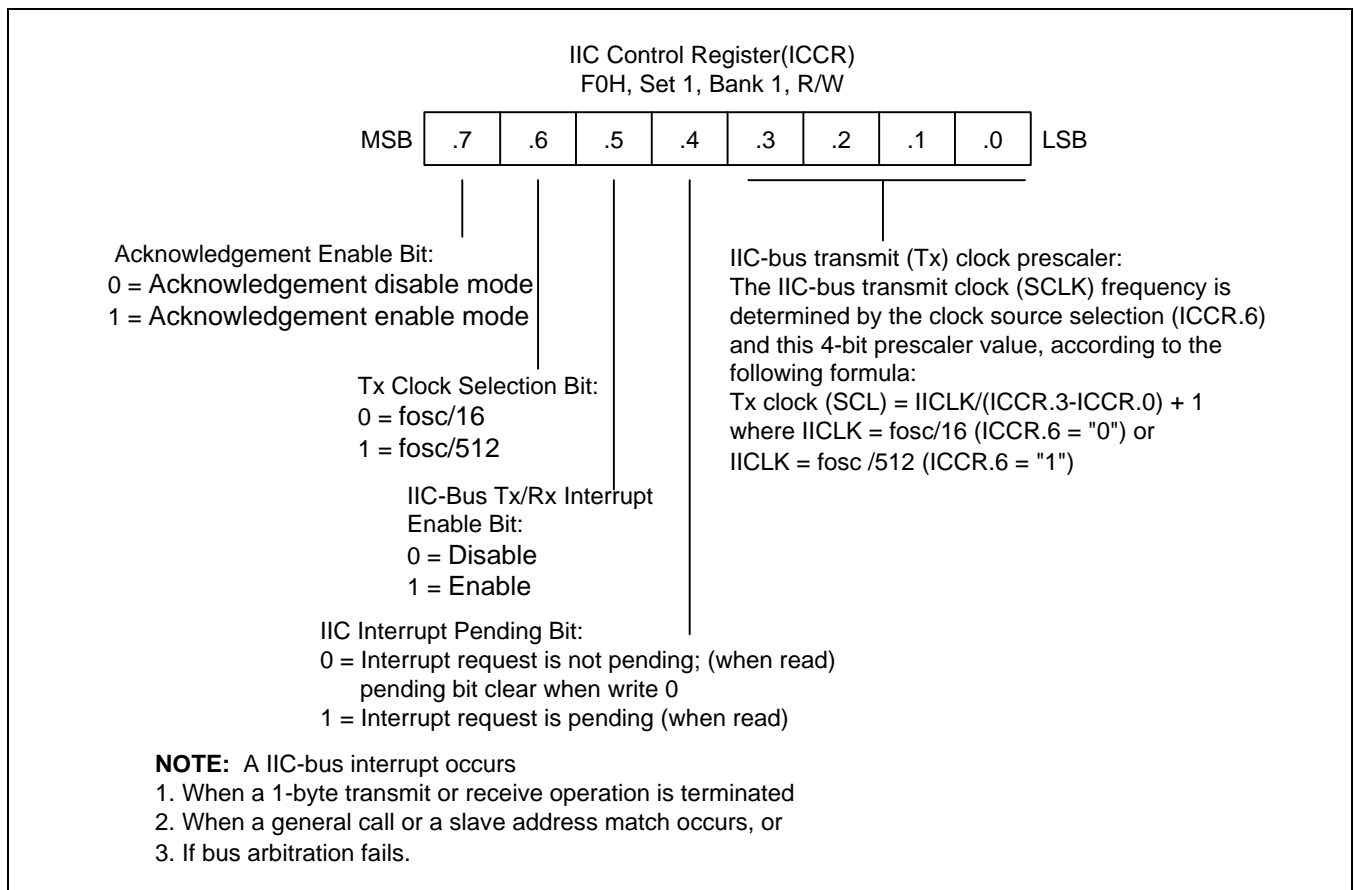 IIC Control Register(ICCR)
F0H, Set 1, Bank 1, R/W
MSB .7 .6 .5 .4 .3 .2 .1 .0 LSB
Acknowledgement Enable Bit:
0 = Acknowledgement disable mode
1 = Acknowledgement enable mode
Tx Clock Selection Bit:
0 = fosc/16
1 = fosc/512
IIC-Bus Tx/Rx Interrupt
Enable Bit:
0 = Disable
1 = Enable
IIC Interrupt Pending Bit:
0 = Interrupt request is not pending; (when read)
pending bit clear when write 0
1 = Interrupt request is pending (when read)
IIC-bus transmit (Tx) clock prescaler:
The IIC-bus transmit clock (SCLK) frequency is
determined by the clock source selection (ICCR.6)
and this 4-bit prescaler value, according to the
following formula:
Tx clock (SCL) = IICLK/(ICCR.3-ICCR.0) + 1
where IICLK = fosc/16 (ICCR.6 = "0") or
IICLK = fosc /512 (ICCR.6 = "1")
NOTE: A IIC-bus interrupt occurs
1. When a 1-byte transmit or receive operation is terminated
2. When a general call or a slave address match occurs, or
3. If bus arbitration fails.